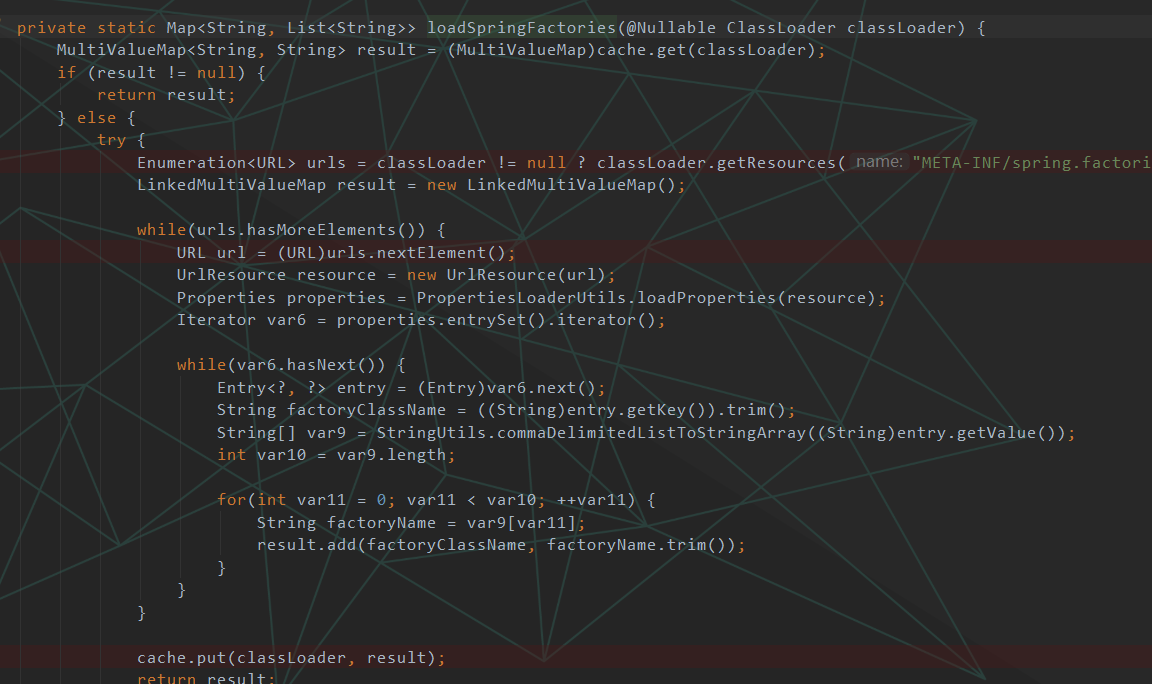 private static Map<String, List<String>> loadSpringFactories(@Nullable ClassLoader classLoader) {
    MultiValueMap<String, String> result = (MultiValueMap)cache.get(classLoader);
    if (result != null) {
        return result;
    } else {
        try {
            Enumeration<URL> urls = classLoader != null ? classLoader.getResources( name: "META-INF/spring.factori
            LinkedMultiValueMap result = new LinkedMultiValueMap();

            while(urls.hasMoreElements()) {
                URL url = (URL)urls.nextElement();
                UrlResource resource = new UrlResource(url);
                Properties properties = PropertiesLoaderUtils.loadProperties(resource);
                Iterator var6 = properties.entrySet().iterator();

                while(var6.hasNext()) {
                    Entry<?, ?> entry = (Entry)var6.next();
                    String factoryClassName = ((String)entry.getKey()).trim();
                    String[] var9 = StringUtils.commaDelimitedListToStringArray((String)entry.getValue());
                    int var10 = var9.length;

                    for(int var11 = 0; var11 < var10; ++var11) {
                        String factoryName = var9[var11];
                        result.add(factoryClassName, factoryName.trim());
                    }
                }
            }

            cache.put(classLoader, result);
            return result;